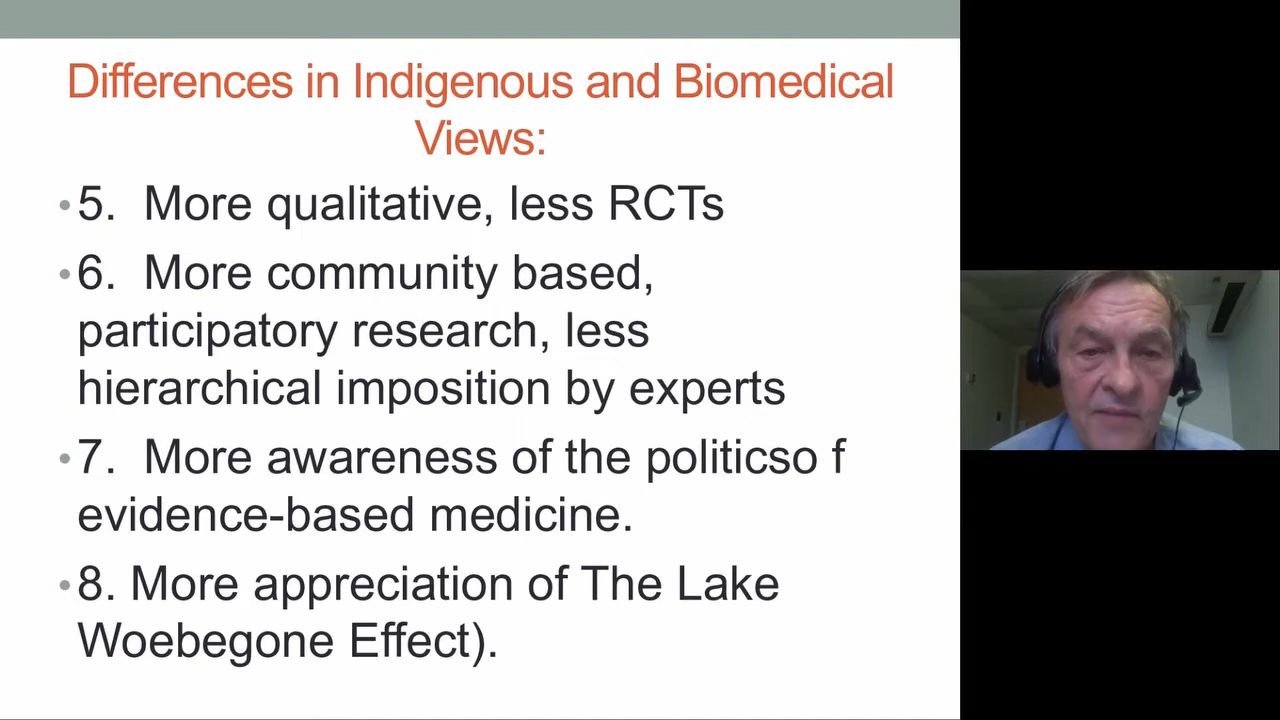 Differences in Indigenous and Biomedical
Views:
•5. More qualitative, less RCTs
•6. More community based,
participatory research, less
hierarchical imposition by experts
•7. More awareness of the politicso f
evidence-based medicine.
•8. More appreciation of The Lake
Woebegone Effect).